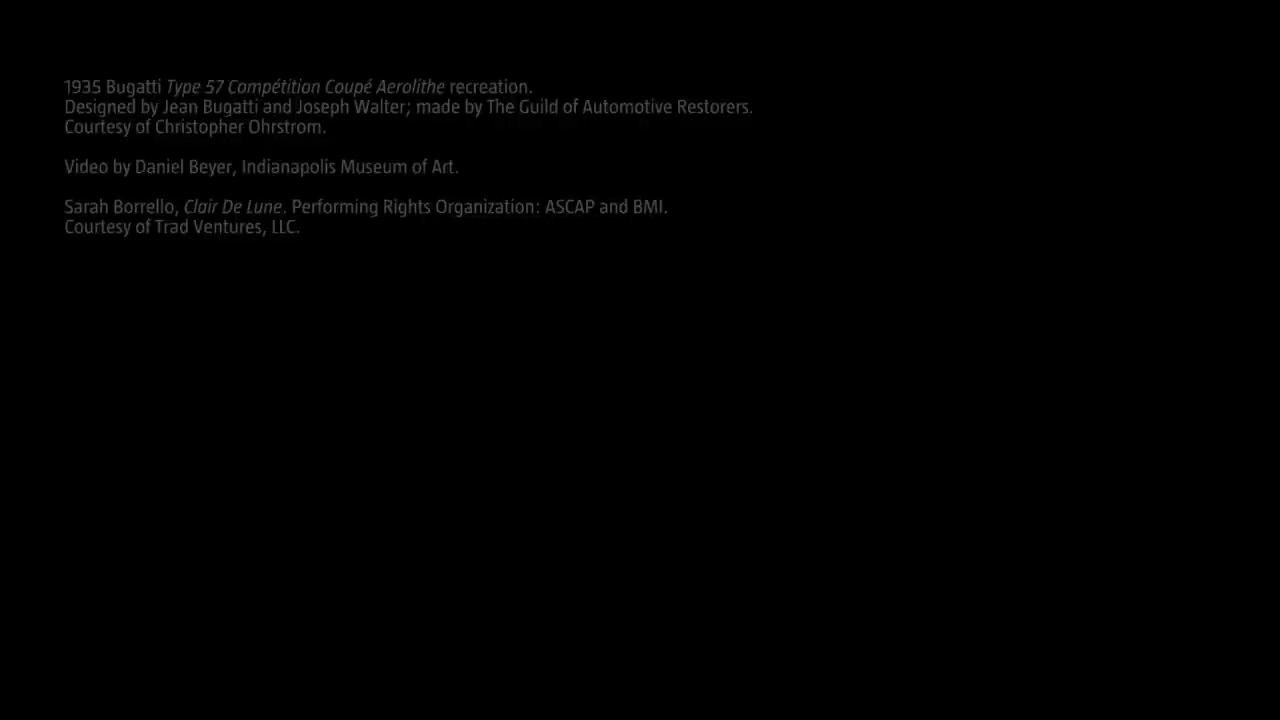 1935 Bugatti Type 57 Compétition Coupé Aerolithe recreation.
Designed by Jean Bugatti and Joseph Walter; made by The Guild of Automotive Restorers.
Courtesy of Christopher Ohrstrom.
Video by Daniel Beyer, Indianapolis Museum of Art.
Sarah Borrello, Clair De Lune. Performing Rights Organization: ASCAP and BMI.
Courtesy of Trad Ventures, LLC.